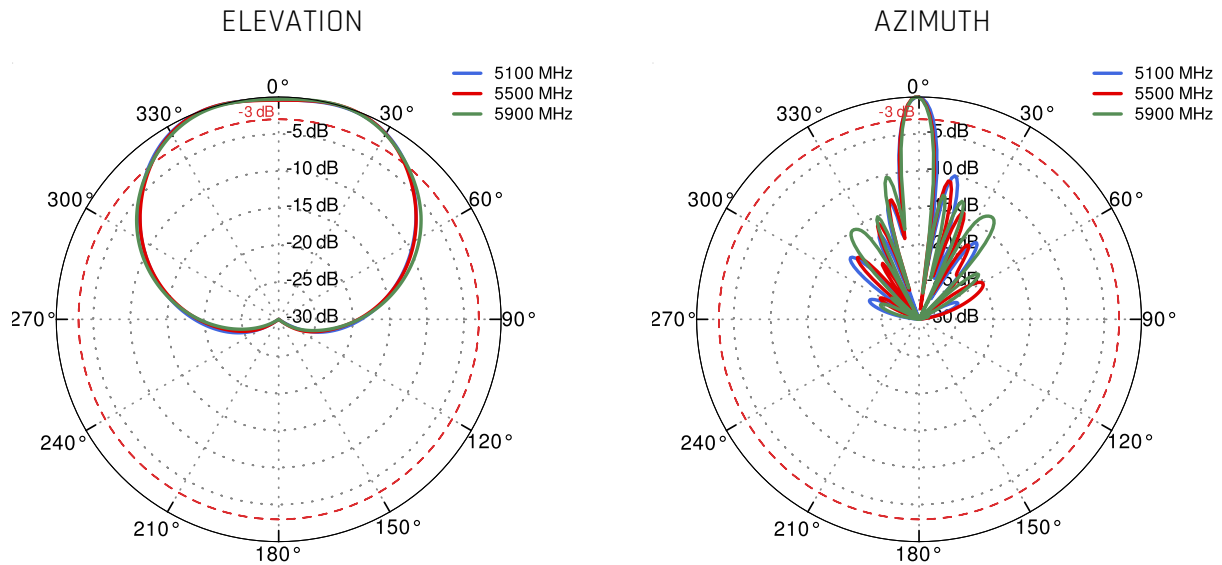 ELEVATION
5100 MHz
5500 MHz
5900 MHz
0°
330°
-3 dB
30°
-5 dB
-10 dB
300°
60°
-15 dB
-20 dB
-25 dB
-30 dB
270°
90°
240°
120°
210°
150°
180°
AZIMUTH
5100 MHz
5500 MHz
5900 MHz
0°
330°
-3 dB
30°
5 dB
300°
60°
270°
30 dB
90°
240°
120°
210°
150°
180°